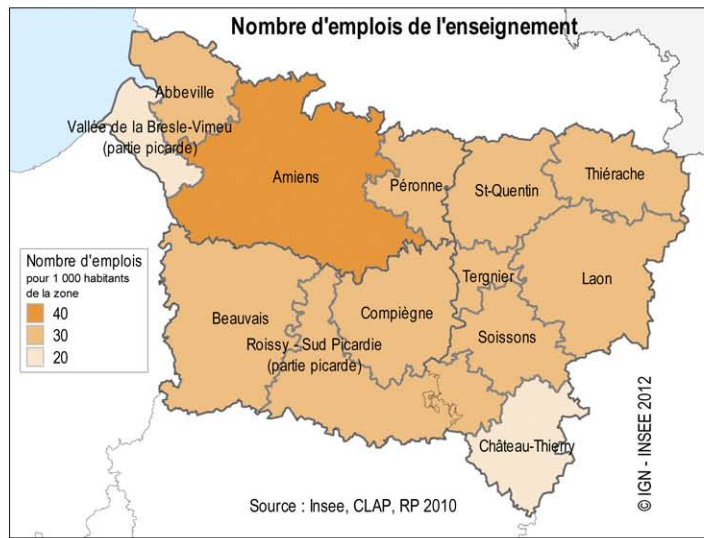 Nombre d'emplois de l'enseignement
Abbeville
Vallée de la Bresle-Vimeu
(partie picarde)
Amiens
Péronne
St-Quentin
Thiérache
Nombre d'emplois
pour 1 000 habitants
de la zone
40
30
20
Beauvais
Roissy - Sud Picardie
(partie picarde)
Compiègne
Tergnier
Laon
Soissons
Château-Thierry
Source : Insee, CLAP, RP 2010
© IGN - INSEE 2012